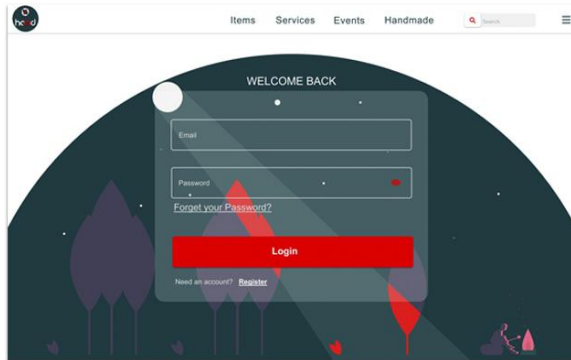 Items Services Events Handmade Search
WELCOME BACK
Email
Password
Forget your Password?
Login
Need an account? Register